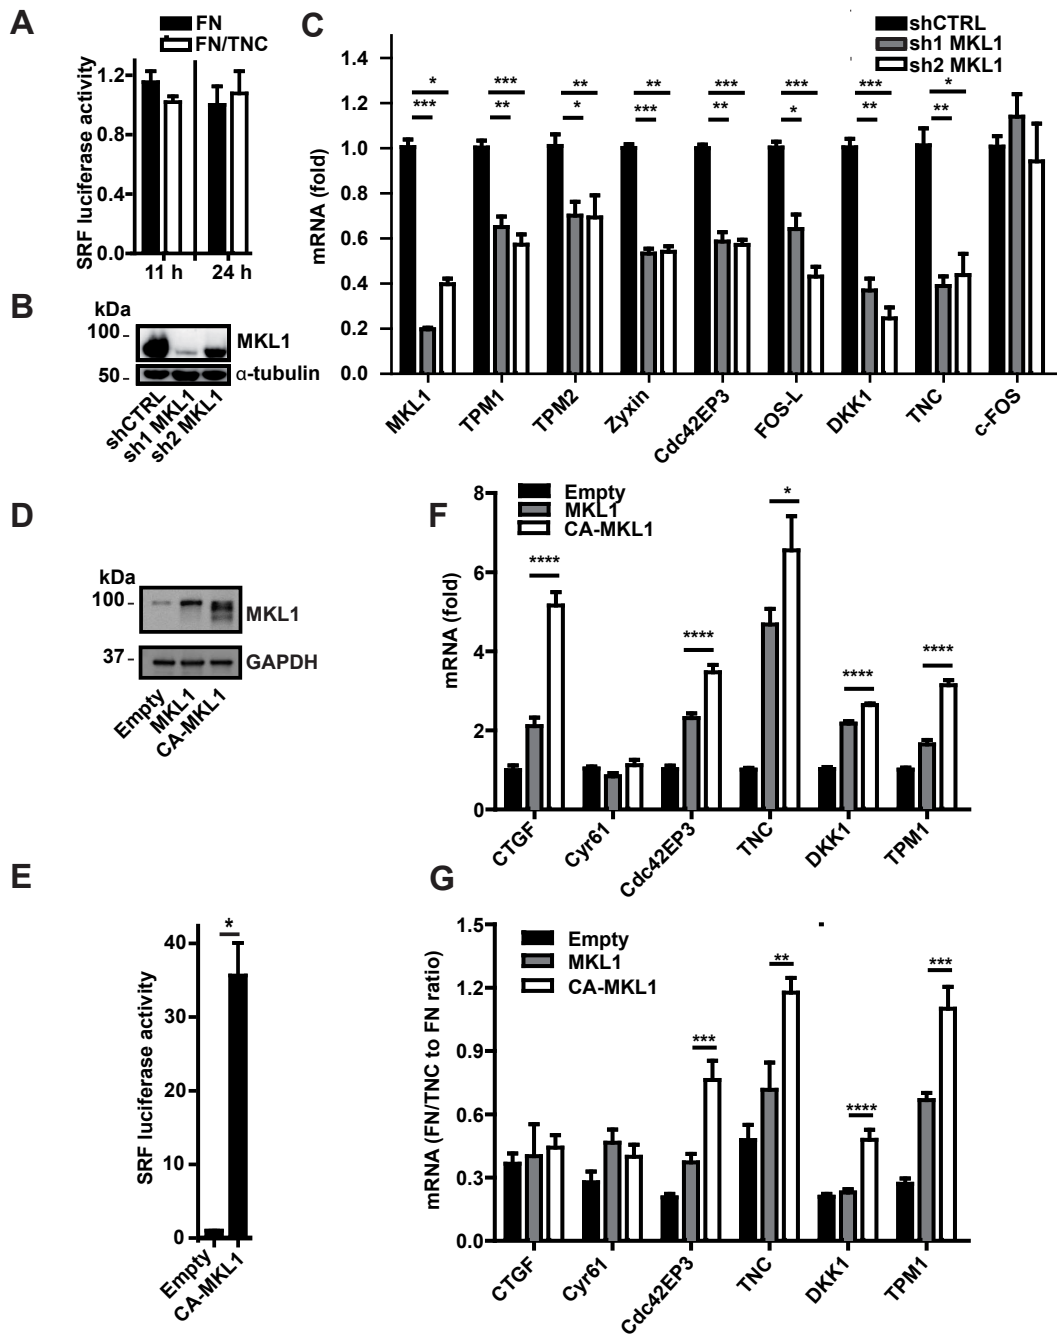 A
FN
FN/TNC
SRF luciferase activity
1.2
0.8
0.4
0.0
11 h
24 h
B
kDa
100
50
MKL1
α-tubulin
shCTRL
sh1 MKL1
sh2 MKL1
C
shCTRL
sh1 MKL1
sh2 MKL1
mRNA (fold)
1.4
1.2
1.0
0.8
0.6
0.4
0.2
0.0
* *** ** ** *** *** *** *
*** ** * *** ** * ** **
MKL1
TPM1
TPM2
Zyxin
Cdc42EP3
FOS-L
DKK1
TNC
c-FOS
D
kDa
100
37
MKL1
GAPDH
Empty
MKL1
CA-MKL1
F
Empty
MKL1
CA-MKL1
mRNA (fold)
8
6
4
2
0
**** **** * **** ****
CTGF
Cyr61
Cdc42EP3
TNC
DKK1
TPM1
E
SRF luciferase activity
40
30
20
10
0
*
Empty
CA-MKL1
G
Empty
MKL1
CA-MKL1
mRNA (FN/TNC to FN ratio)
1.5
1.2
0.9
0.6
0.3
0.0
*** ** **** ***
CTGF
Cyr61
Cdc42EP3
TNC
DKK1
TPM1